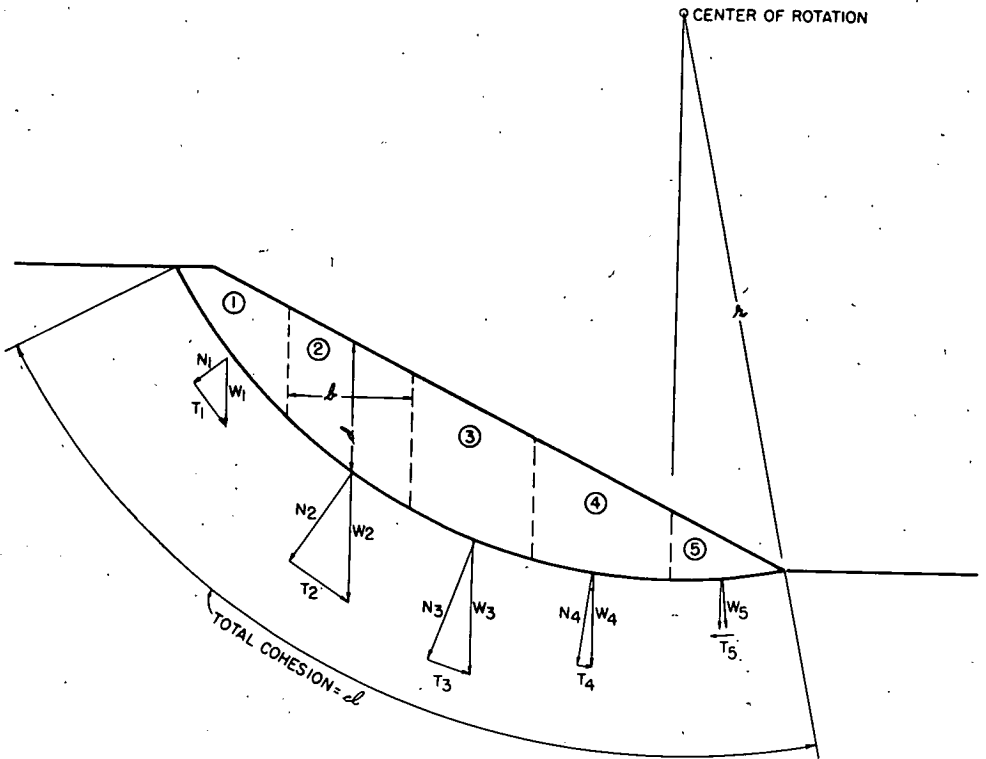 CENTER OF ROTATION
r
①
②
b
③
④
⑤
N1
W1
T1
N2
W2
T2
N3
W3
T3
N4
W4
T4
W5
T5
TOTAL COHESION = cl